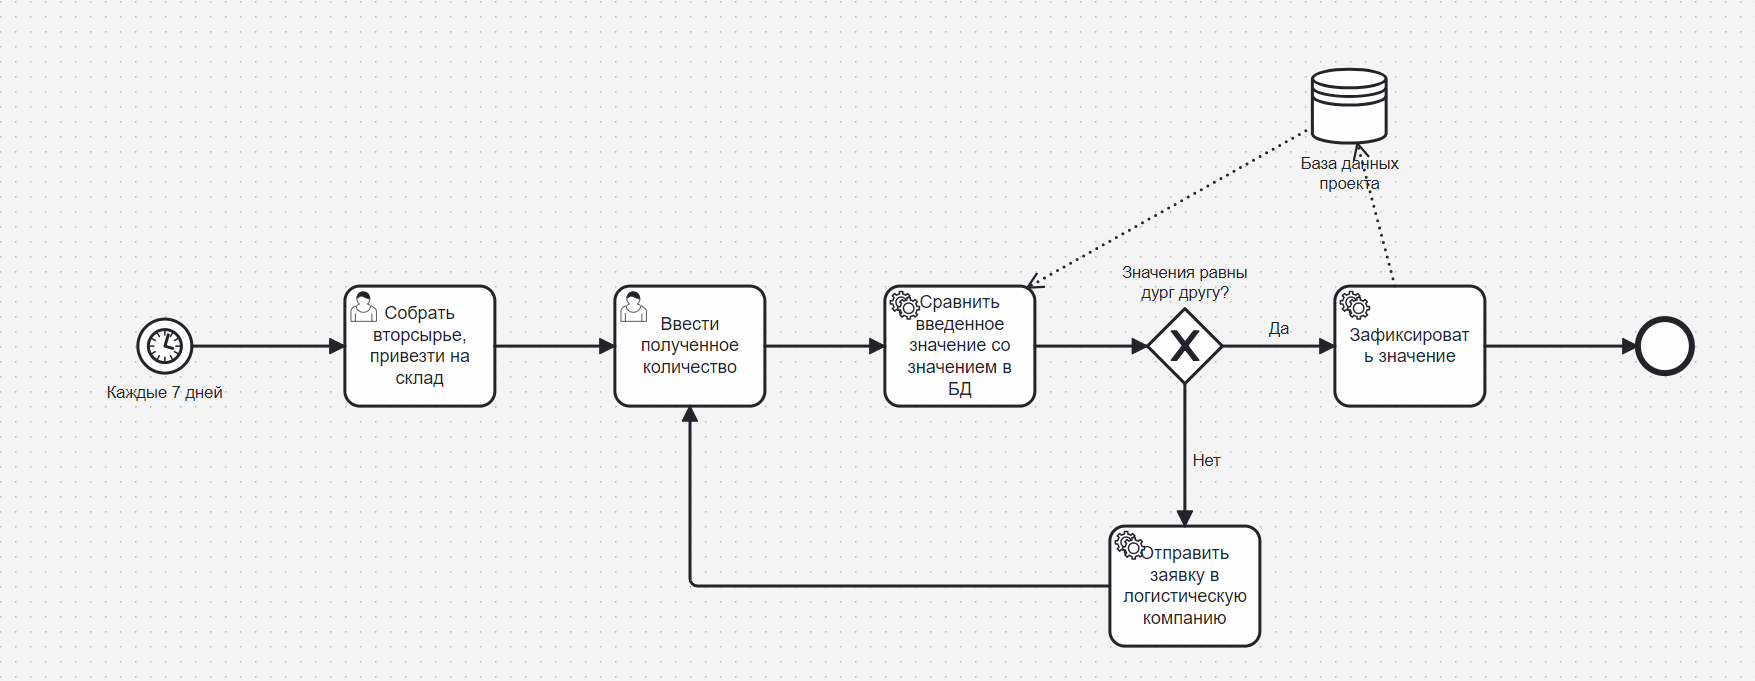 Каждые 7 дней
Собрать
вторсырье,
привезти на
склад
Ввести
полученное
количество
Сравнить
введенное
значение со
значением в
БД
Значения равны
дург другу?
Да
Нет
Отправить
заявку в
логистическую
компанию
База данных
проекта
Зафиксироват
ь значение